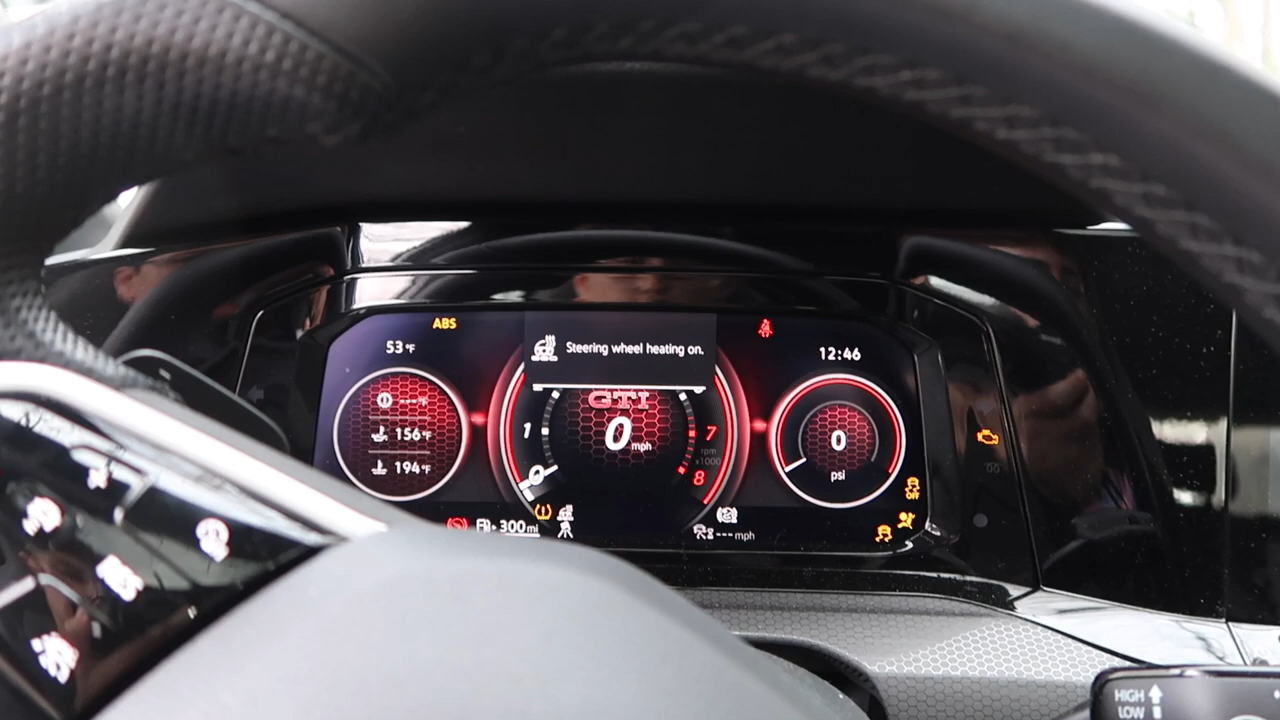 ABS
53°F
Steering wheel heating on.
12:46
---°F
156°F
194°F
GTI
0 mph
1
0
7
rpm
x1000
8
0
psi
OFF
300 mi
--- mph
HIGH
LOW